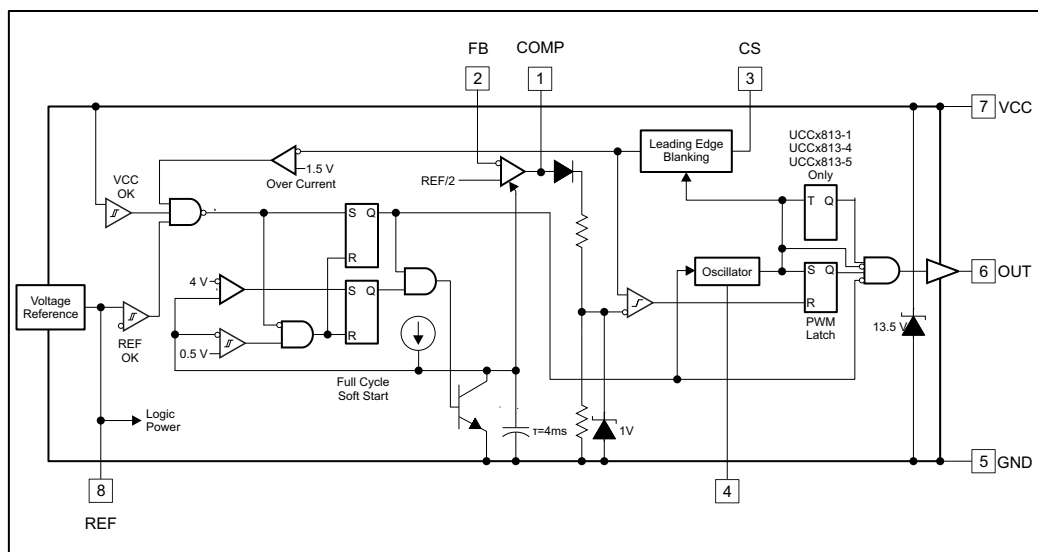 FB
COMP
CS
2
1
3
7 VCC
UCCx813-1
UCCx813-4
UCCx813-5
Only
Leading Edge
Blanking
1.5 V
Over Current
VCC
OK
REF/2
T Q
S Q
R
4 V
S Q
R
Oscillator
S Q
R
PWM
Latch
6 OUT
Voltage
Reference
REF
OK
0.5 V
13.5 V
Full Cycle
Soft Start
Logic
Power
τ=4ms
1V
5 GND
8
REF
4